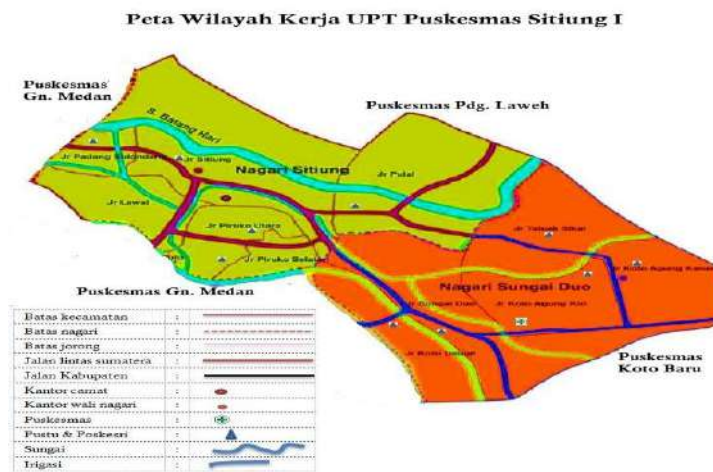 Peta Wilayah Kerja UPT Puskesmas Sitiung I
Puskesmas
Gn. Medan
Puskesmas Pdg. Laweh
S. Batang Hari
Jr Padang
Jr Sitiung
Nagari Sitiung
Jr Pulai
Jr Lawai
Jr Piruko Utara
Jr Piruko
Jr Koto Agung
Nagari Sungai Duo
Jr Sungai Duo
Jr Koto Agung Kiri
Puskesmas Gn. Medan
Puskesmas
Koto Baru
Batas kecamatan :
Batas nagari :
Batas jorong :
Jalan lintas sumatera :
Jalan Kabupaten :
Kantor camat :
Kantor wali nagari :
Puskesmas :
Pustu & Poskesri :
Sungai :
Irigasi :